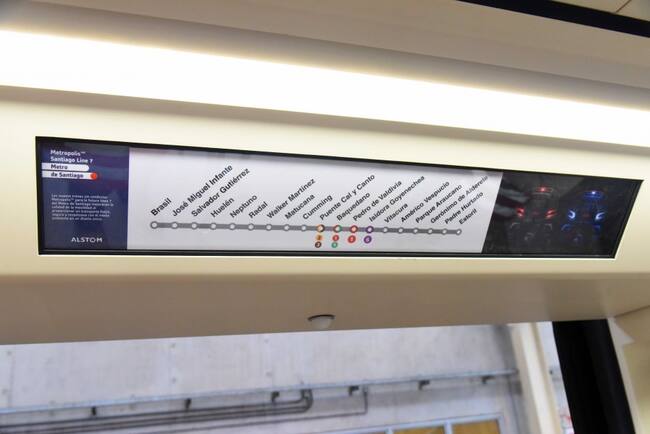 Metropolis™
Santiago Line 7
Metro
de Santiago
ALSTOM
Brasil
José Miguel Infante
Salvador Gutiérrez
Huelén
Neptuno
Radal
Walker Martínez
Matucana
Cumming
Puente Cal y Canto
Baquedano
Pedro de Valdivia
Isidora Goyenechea
Vitacura
Américo Vespucio
Parque Araucano
Gerónimo de Alderete
Padre Hurtado
Estoril